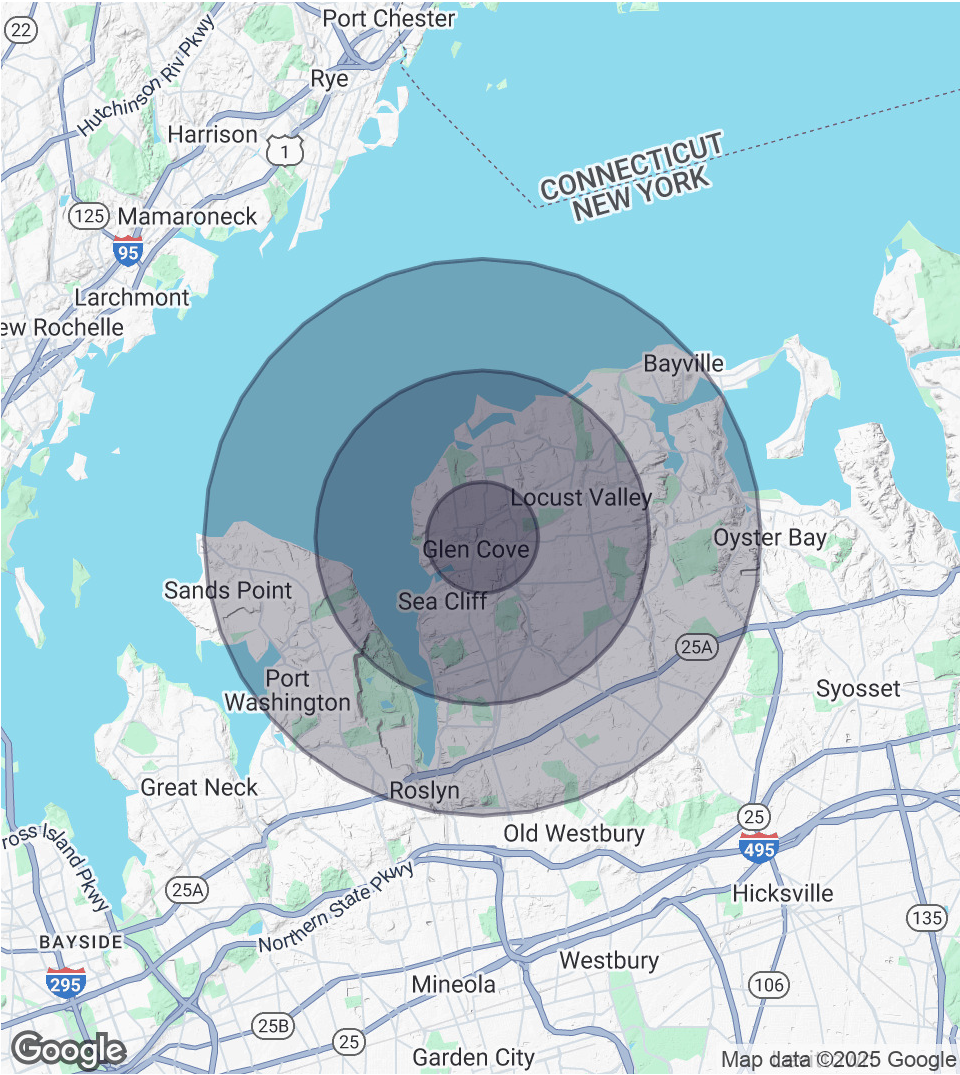 22
Port Chester
Rye
Hutchinson Riv Pkwy
Harrison
1
CONNECTICUT
NEW YORK
125
Mamaroneck
95
Larchmont
ew Rochelle
Bayville
Locust Valley
Glen Cove
Oyster Bay
Sands Point
Sea Cliff
25A
Port
Washington
Syosset
Great Neck
Roslyn
25
Old Westbury
495
ross Island Pkwy
25A
Northern State Pkwy
Hicksville
135
BAYSIDE
Westbury
295
Mineola
106
25B
25
Google
Garden City
Map data ©2025 Google